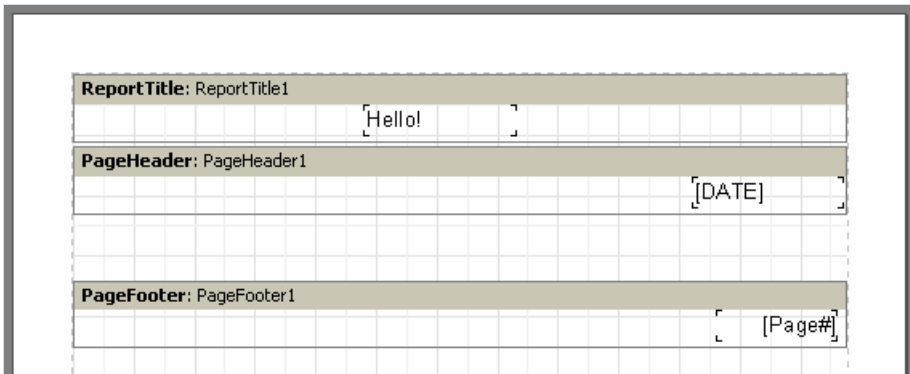 ReportTitle: ReportTitle1
Hello!
PageHeader: PageHeader1
[DATE]
PageFooter: PageFooter1
[Page#]